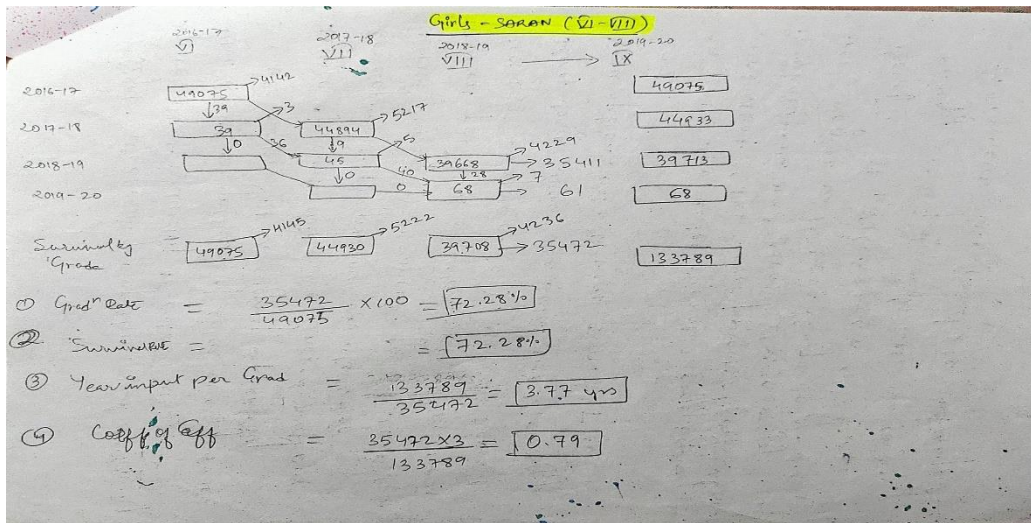 Girls - SARAN (VI-VII)
2016-17 2017-18 2018-19 2019-20
VI VII VIII → IX
2016-17 49075 →4142 49075
↓39 3
2017-18 39 44894 →5217 44933
↓0 36 ↓9 5
2018-19 45 39668 →4229 →35411 39713
↓0 40 ↓28 →7
2019-20 0 68 → 61 68
Survival by Grade = 49075 →4145 44930 →5222 39708 →4236 →35472 133789
① Gradn Rate = 35472 / 49075 × 100 = 72.28%
② = = 72.28%
③ Year input per Grad = 133789 / 35472 = 3.77 yrs
④ Coeff of Eff = 35472×3 / 133789 = 0.79